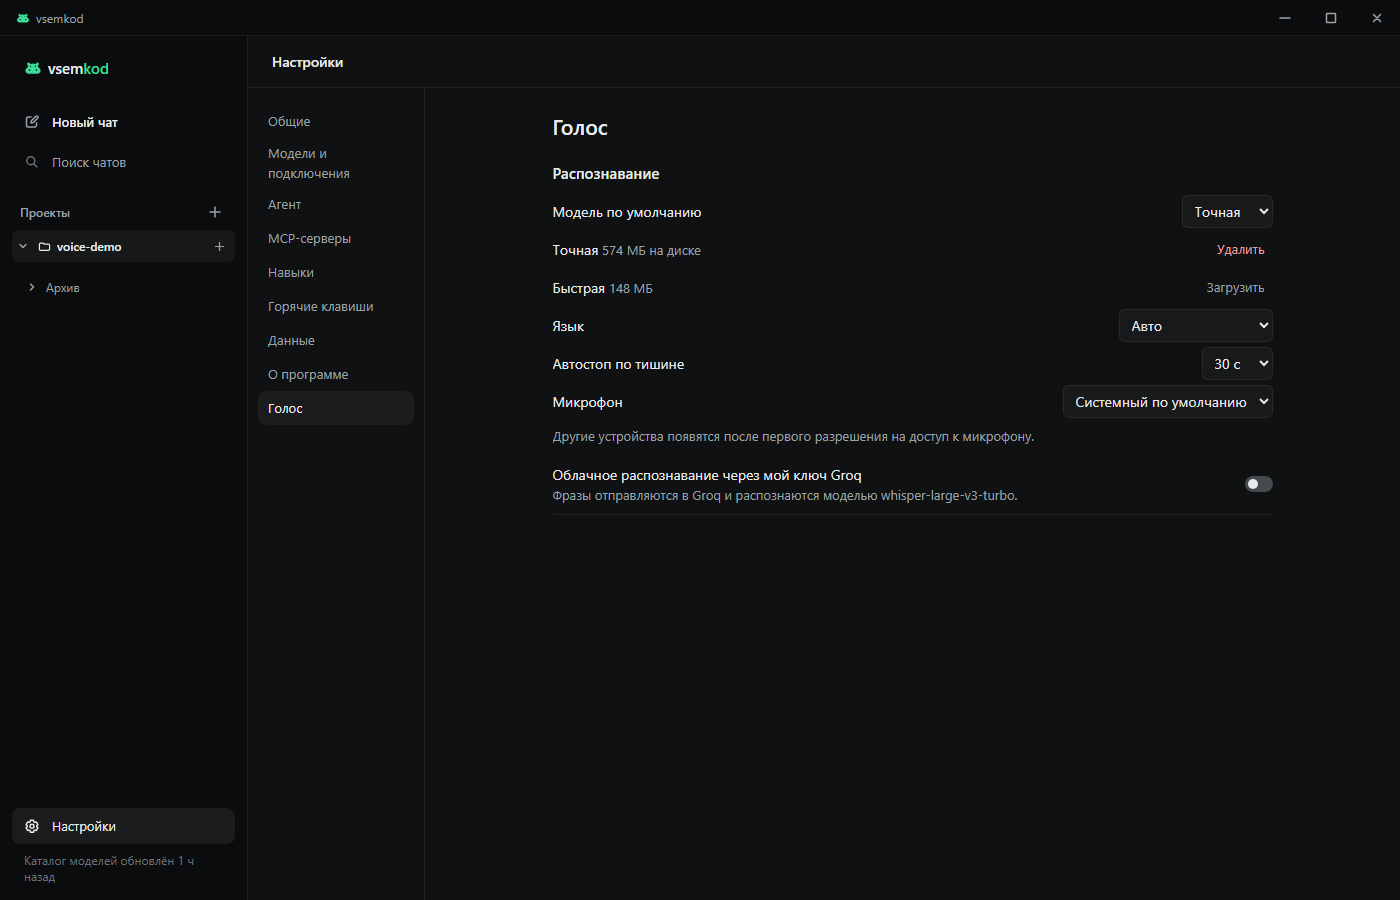 vsemkod
vsemkod
Новый чат
Поиск чатов
Проекты
voice-demo
Архив
Настройки
Каталог моделей обновлён 1 ч
назад
Настройки
Общие
Модели и
подключения
Агент
MCP-серверы
Навыки
Горячие клавиши
Данные
О программе
Голос
Голос
Распознавание
Модель по умолчанию Точная
Точная 574 МБ на диске Удалить
Быстрая 148 МБ Загрузить
Язык Авто
Автостоп по тишине 30 с
Микрофон Системный по умолчанию
Другие устройства появятся после первого разрешения на доступ к микрофону.
Облачное распознавание через мой ключ Groq
Фразы отправляются в Groq и распознаются моделью whisper-large-v3-turbo.